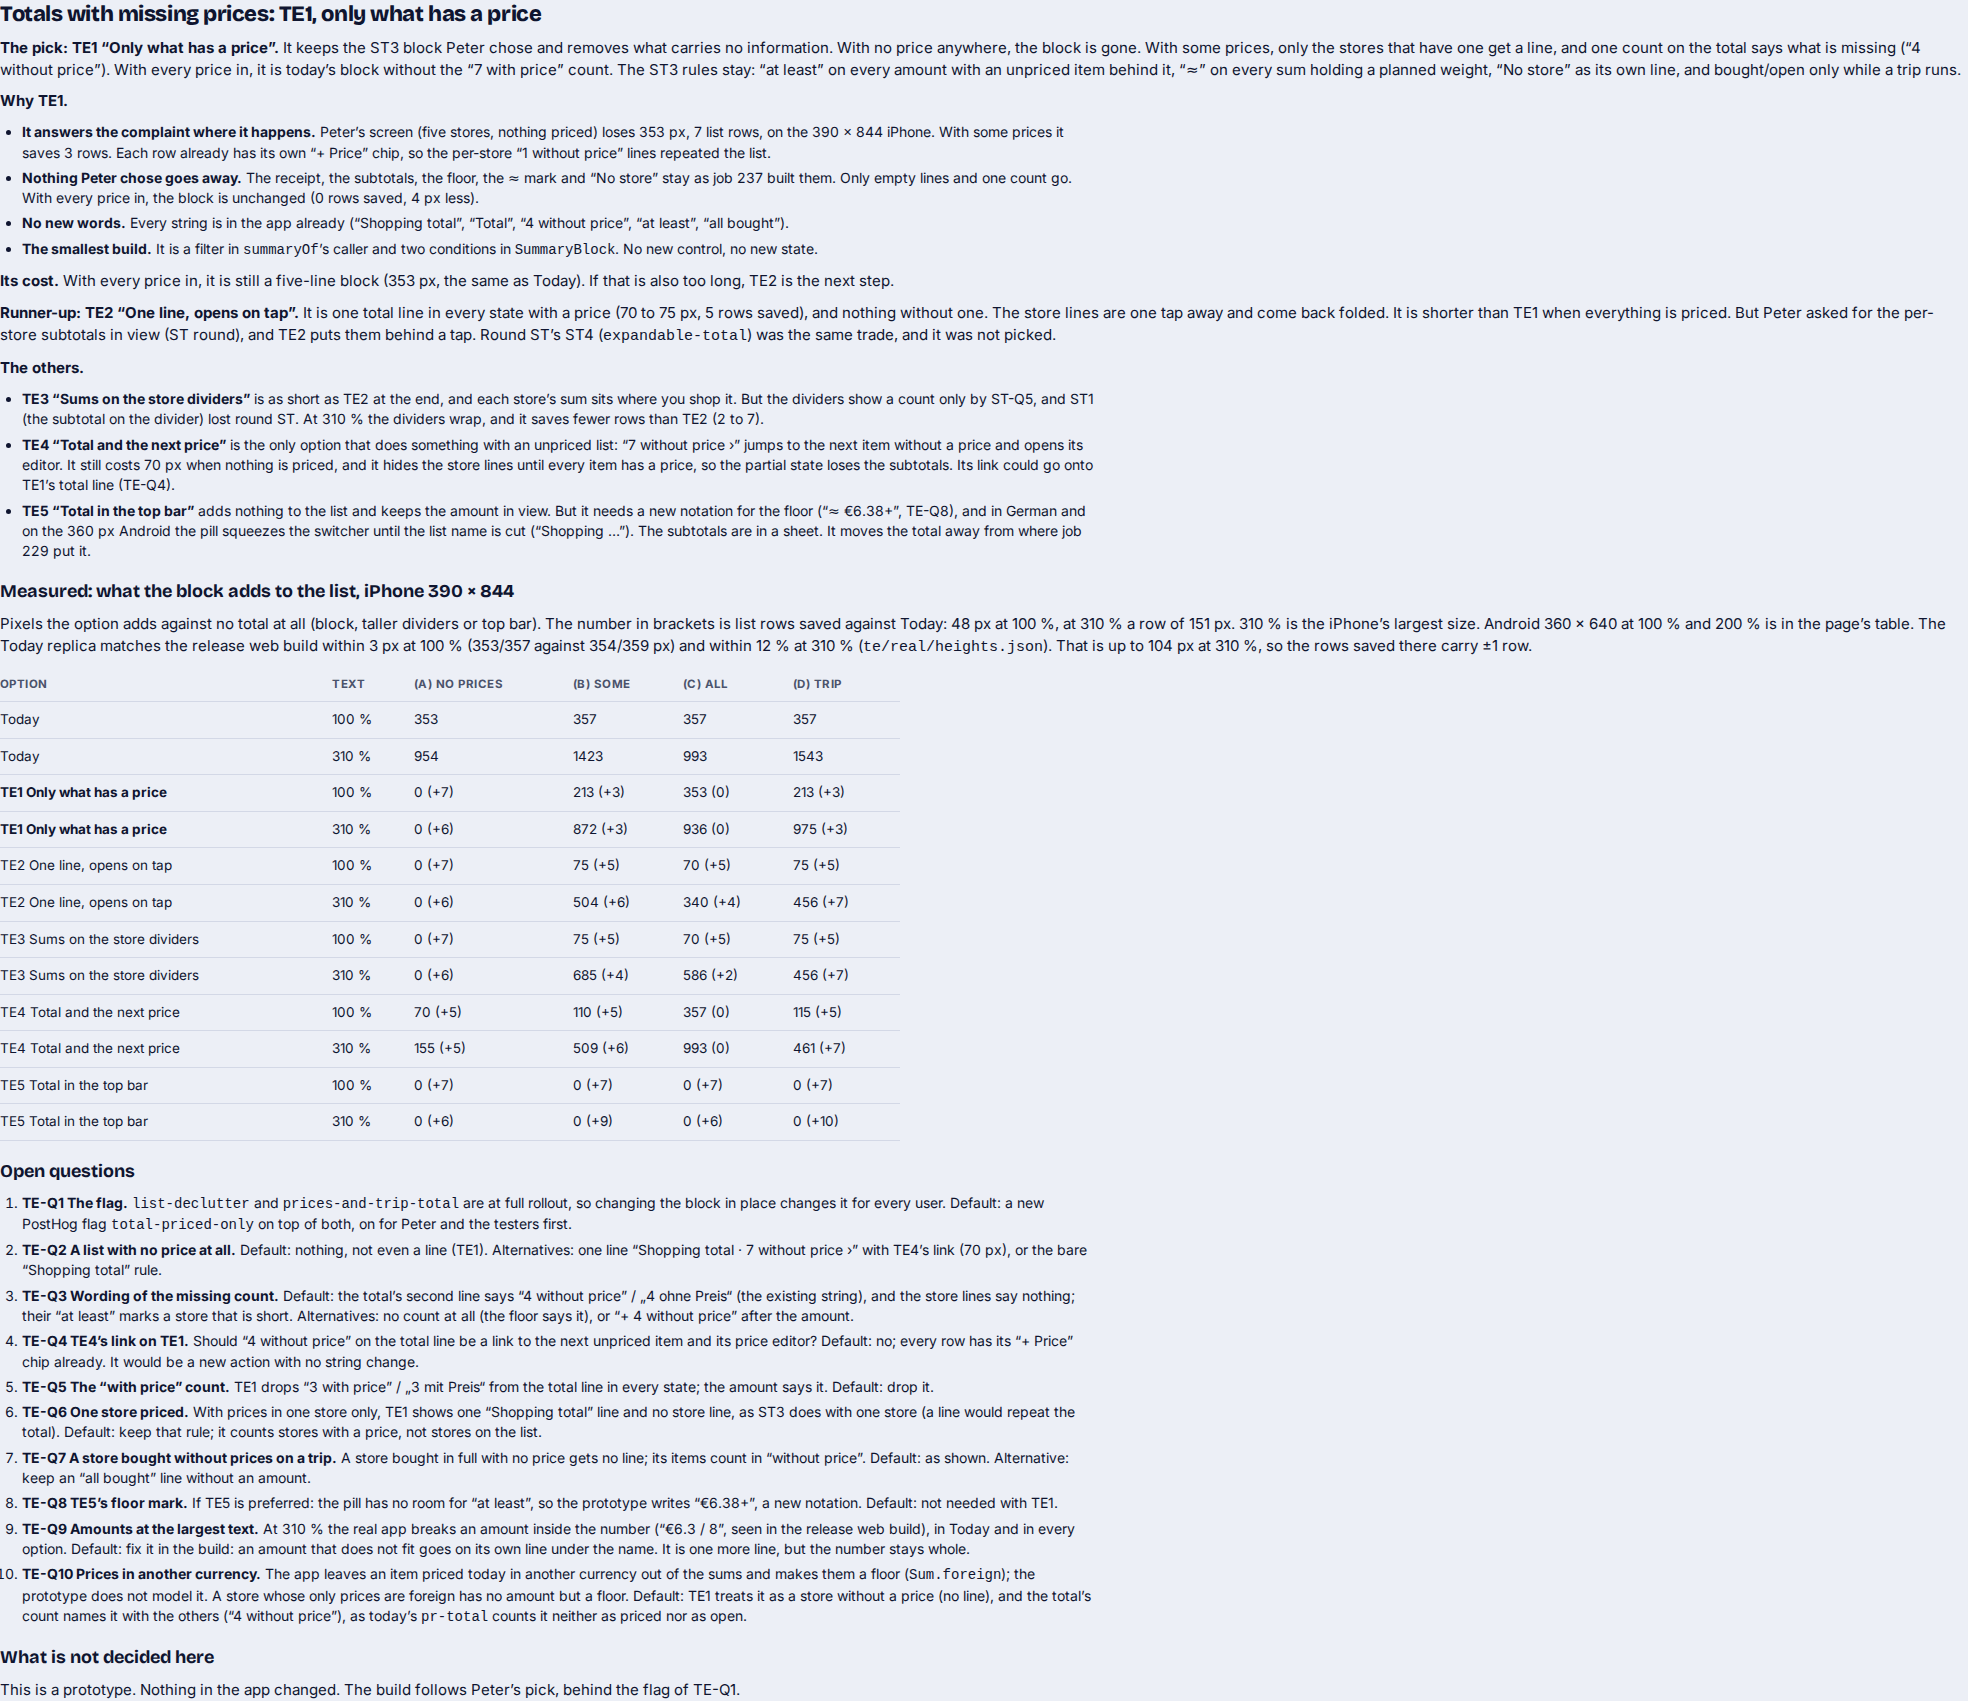 Totals with missing prices: TE1, only what has a price
The pick: TE1 “Only what has a price”. It keeps the ST3 block Peter chose and removes what carries no information. With no price anywhere, the block is gone. With some prices, only the stores that have one get a line, and one count on the total says what is missing (“4
without price”). With every price in, it is today’s block without the “7 with price” count. The ST3 rules stay: “at least” on every amount with an unpriced item behind it, “≈” on every sum holding a planned weight, “No store” as its own line, and bought/open only while a trip runs.
Why TE1.
• It answers the complaint where it happens. Peter’s screen (five stores, nothing priced) loses 353 px, 7 list rows, on the 390 × 844 iPhone. With some prices it
saves 3 rows. Each row already has its own “+ Price” chip, so the per-store “1 without price” lines repeated the list.
• Nothing Peter chose goes away. The receipt, the subtotals, the floor, the ≈ mark and “No store” stay as job 237 built them. Only empty lines and one count go.
With every price in, the block is unchanged (0 rows saved, 4 px less).
• No new words. Every string is in the app already (“Shopping total”, “Total”, “4 without price”, “at least”, “all bought”).
• The smallest build. It is a filter in summaryOf’s caller and two conditions in SummaryBlock. No new control, no new state.
Its cost. With every price in, it is still a five-line block (353 px, the same as Today). If that is also too long, TE2 is the next step.
Runner-up: TE2 “One line, opens on tap”. It is one total line in every state with a price (70 to 75 px, 5 rows saved), and nothing without one. The store lines are one tap away and come back folded. It is shorter than TE1 when everything is priced. But Peter asked for the per-
store subtotals in view (ST round), and TE2 puts them behind a tap. Round ST’s ST4 (expandable-total) was the same trade, and it was not picked.
The others.
• TE3 “Sums on the store dividers” is as short as TE2 at the end, and each store’s sum sits where you shop it. But the dividers show a count only by ST-Q5, and ST1
(the subtotal on the divider) lost round ST. At 310 % the dividers wrap, and it saves fewer rows than TE2 (2 to 7).
• TE4 “Total and the next price” is the only option that does something with an unpriced list: “7 without price ›” jumps to the next item without a price and opens its
editor. It still costs 70 px when nothing is priced, and it hides the store lines until every item has a price, so the partial state loses the subtotals. Its link could go onto
TE1’s total line (TE-Q4).
• TE5 “Total in the top bar” adds nothing to the list and keeps the amount in view. But it needs a new notation for the floor (“≈ €6.38+”, TE-Q8), and in German and
on the 360 px Android the pill squeezes the switcher until the list name is cut (“Shopping …”). The subtotals are in a sheet. It moves the total away from where job
229 put it.
Measured: what the block adds to the list, iPhone 390 × 844
Pixels the option adds against no total at all (block, taller dividers or top bar). The number in brackets is list rows saved against Today: 48 px at 100 %, at 310 % a row of 151 px. 310 % is the iPhone’s largest size. Android 360 × 640 at 100 % and 200 % is in the page’s table. The
Today replica matches the release web build within 3 px at 100 % (353/357 against 354/359 px) and within 12 % at 310 % (te/real/heights.json). That is up to 104 px at 310 %, so the rows saved there carry ±1 row.
OPTION TEXT (A) NO PRICES (B) SOME (C) ALL (D) TRIP
Today 100 % 353 357 357 357
Today 310 % 954 1423 993 1543
TE1 Only what has a price 100 % 0 (+7) 213 (+3) 353 (0) 213 (+3)
TE1 Only what has a price 310 % 0 (+6) 872 (+3) 936 (0) 975 (+3)
TE2 One line, opens on tap 100 % 0 (+7) 75 (+5) 70 (+5) 75 (+5)
TE2 One line, opens on tap 310 % 0 (+6) 504 (+6) 340 (+4) 456 (+7)
TE3 Sums on the store dividers 100 % 0 (+7) 75 (+5) 70 (+5) 75 (+5)
TE3 Sums on the store dividers 310 % 0 (+6) 685 (+4) 586 (+2) 456 (+7)
TE4 Total and the next price 100 % 70 (+5) 110 (+5) 357 (0) 115 (+5)
TE4 Total and the next price 310 % 155 (+5) 509 (+6) 993 (0) 461 (+7)
TE5 Total in the top bar 100 % 0 (+7) 0 (+7) 0 (+7) 0 (+7)
TE5 Total in the top bar 310 % 0 (+6) 0 (+9) 0 (+6) 0 (+10)
Open questions
1. TE-Q1 The flag. list-declutter and prices-and-trip-total are at full rollout, so changing the block in place changes it for every user. Default: a new
PostHog flag total-priced-only on top of both, on for Peter and the testers first.
2. TE-Q2 A list with no price at all. Default: nothing, not even a line (TE1). Alternatives: one line “Shopping total · 7 without price ›” with TE4’s link (70 px), or the bare
“Shopping total” rule.
3. TE-Q3 Wording of the missing count. Default: the total’s second line says “4 without price” / „4 ohne Preis“ (the existing string), and the store lines say nothing;
their “at least” marks a store that is short. Alternatives: no count at all (the floor says it), or “+ 4 without price” after the amount.
4. TE-Q4 TE4’s link on TE1. Should “4 without price” on the total line be a link to the next unpriced item and its price editor? Default: no; every row has its “+ Price”
chip already. It would be a new action with no string change.
5. TE-Q5 The “with price” count. TE1 drops “3 with price” / „3 mit Preis“ from the total line in every state; the amount says it. Default: drop it.
6. TE-Q6 One store priced. With prices in one store only, TE1 shows one “Shopping total” line and no store line, as ST3 does with one store (a line would repeat the
total). Default: keep that rule; it counts stores with a price, not stores on the list.
7. TE-Q7 A store bought without prices on a trip. A store bought in full with no price gets no line; its items count in “without price”. Default: as shown. Alternative:
keep an “all bought” line without an amount.
8. TE-Q8 TE5’s floor mark. If TE5 is preferred: the pill has no room for “at least”, so the prototype writes “€6.38+”, a new notation. Default: not needed with TE1.
9. TE-Q9 Amounts at the largest text. At 310 % the real app breaks an amount inside the number (“€6.3 / 8”, seen in the release web build), in Today and in every
option. Default: fix it in the build: an amount that does not fit goes on its own line under the name. It is one more line, but the number stays whole.
10. TE-Q10 Prices in another currency. The app leaves an item priced today in another currency out of the sums and makes them a floor (Sum.foreign); the
prototype does not model it. A store whose only prices are foreign has no amount but a floor. Default: TE1 treats it as a store without a price (no line), and the total’s
count names it with the others (“4 without price”), as today’s pr-total counts it neither as priced nor as open.
What is not decided here
This is a prototype. Nothing in the app changed. The build follows Peter’s pick, behind the flag of TE-Q1.